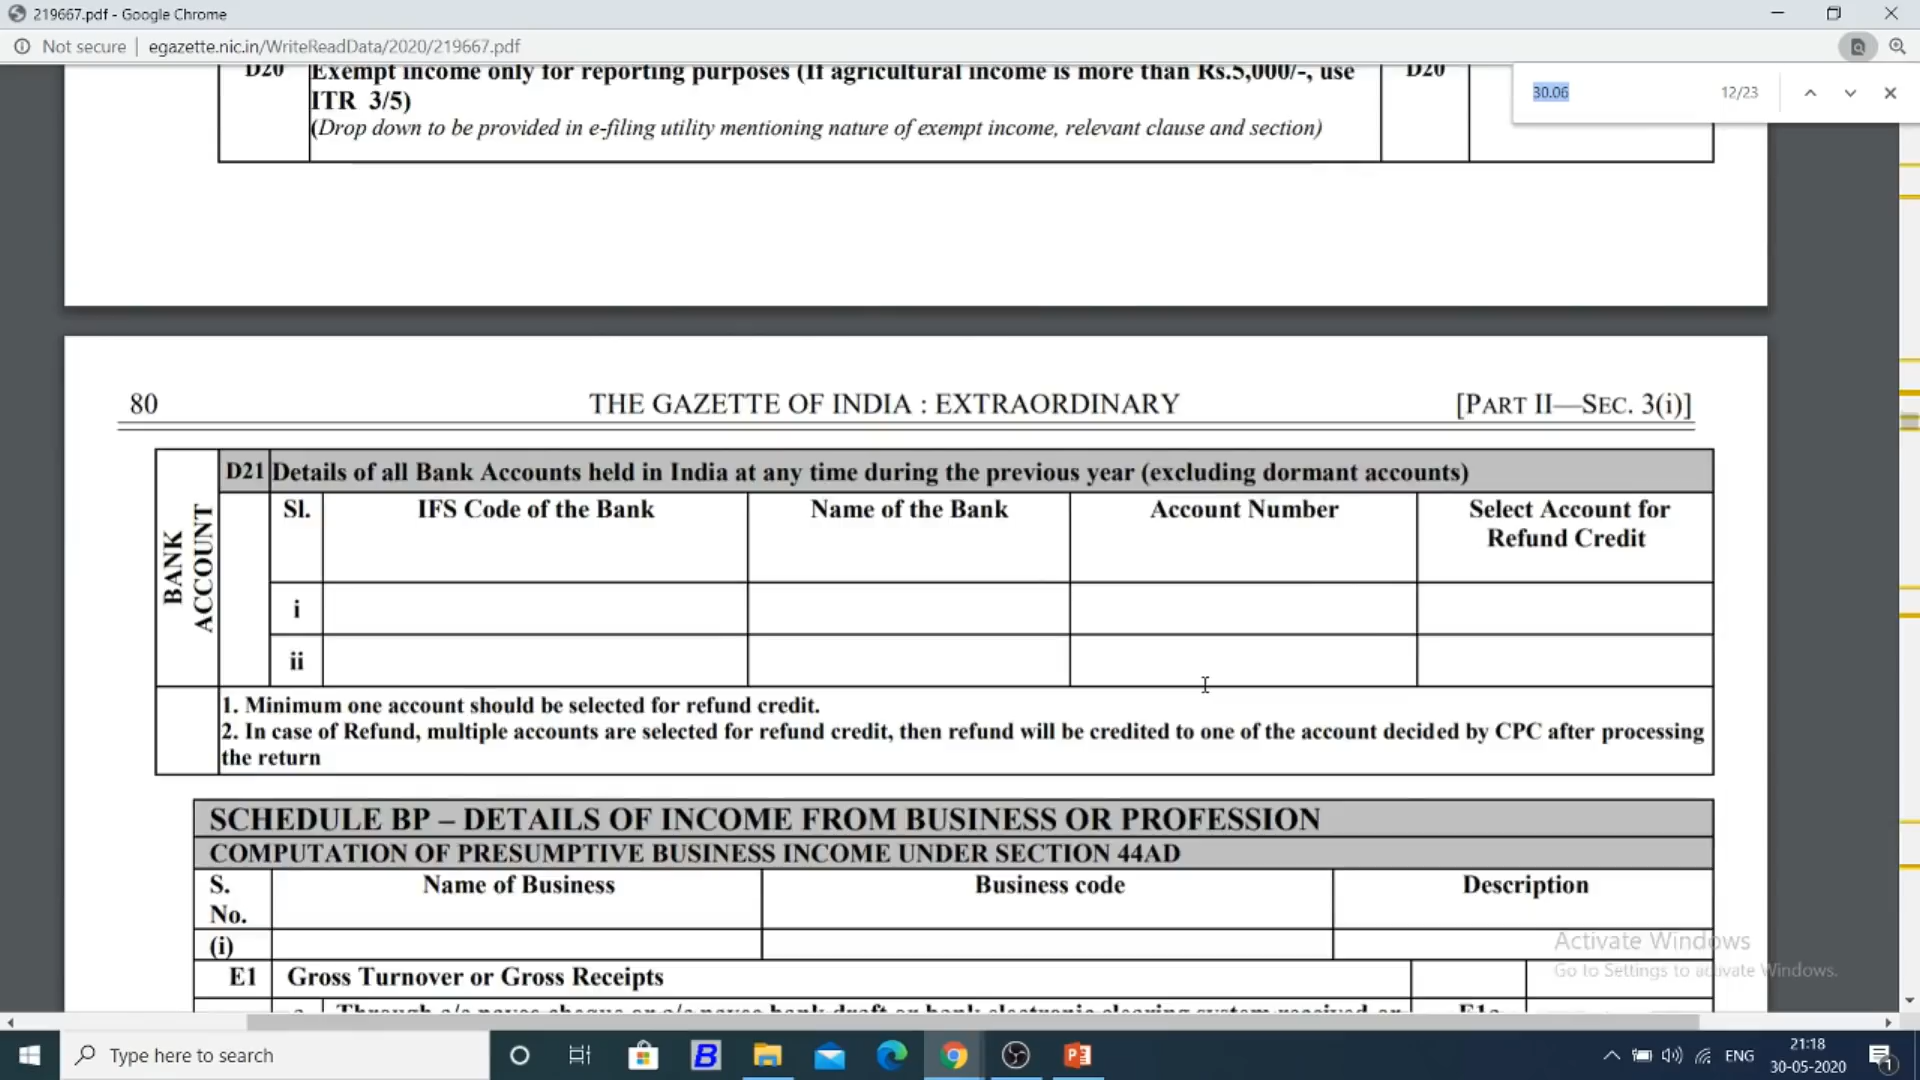 219667.pdf - Google Chrome
Not secure | egazette.nic.in/WriteReadData/2020/219667.pdf
30.06 12/23
D20 Exempt income only for reporting purposes (If agricultural income is more than Rs.5,000/-, use D20
ITR 3/5)
(Drop down to be provided in e-filing utility mentioning nature of exempt income, relevant clause and section)
80 THE GAZETTE OF INDIA : EXTRAORDINARY [PART II—SEC. 3(i)]
BANK
ACCOUNT
D21 Details of all Bank Accounts held in India at any time during the previous year (excluding dormant accounts)
Sl. IFS Code of the Bank Name of the Bank Account Number Select Account for
Refund Credit
i
ii
1. Minimum one account should be selected for refund credit.
2. In case of Refund, multiple accounts are selected for refund credit, then refund will be credited to one of the account decided by CPC after processing
the return
SCHEDULE BP – DETAILS OF INCOME FROM BUSINESS OR PROFESSION
COMPUTATION OF PRESUMPTIVE BUSINESS INCOME UNDER SECTION 44AD
S. Name of Business Business code Description
No.
(i)
E1 Gross Turnover or Gross Receipts
Activate Windows
Go to Settings to activate Windows.
Type here to search
B
ENG
21:18
30-05-2020
1